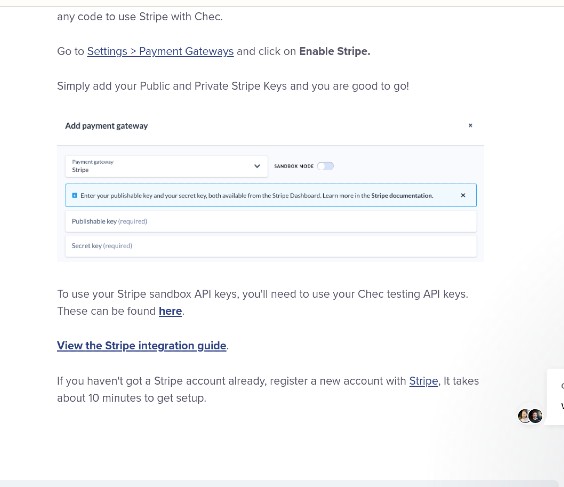 any code to use Stripe with Chec.
Go to Settings > Payment Gateways and click on Enable Stripe.
Simply add your Public and Private Stripe Keys and you are good to go!
Add payment gateway ×
Payment gateway
Stripe
SANDBOX MODE
Enter your publishable key and your secret key, both available from the Stripe Dashboard. Learn more in the Stripe documentation. ×
Publishable key (required)
Secret key (required)
To use your Stripe sandbox API keys, you'll need to use your Chec testing API keys.
These can be found here.
View the Stripe integration guide.
If you haven't got a Stripe account already, register a new account with Stripe, It takes
about 10 minutes to get setup.